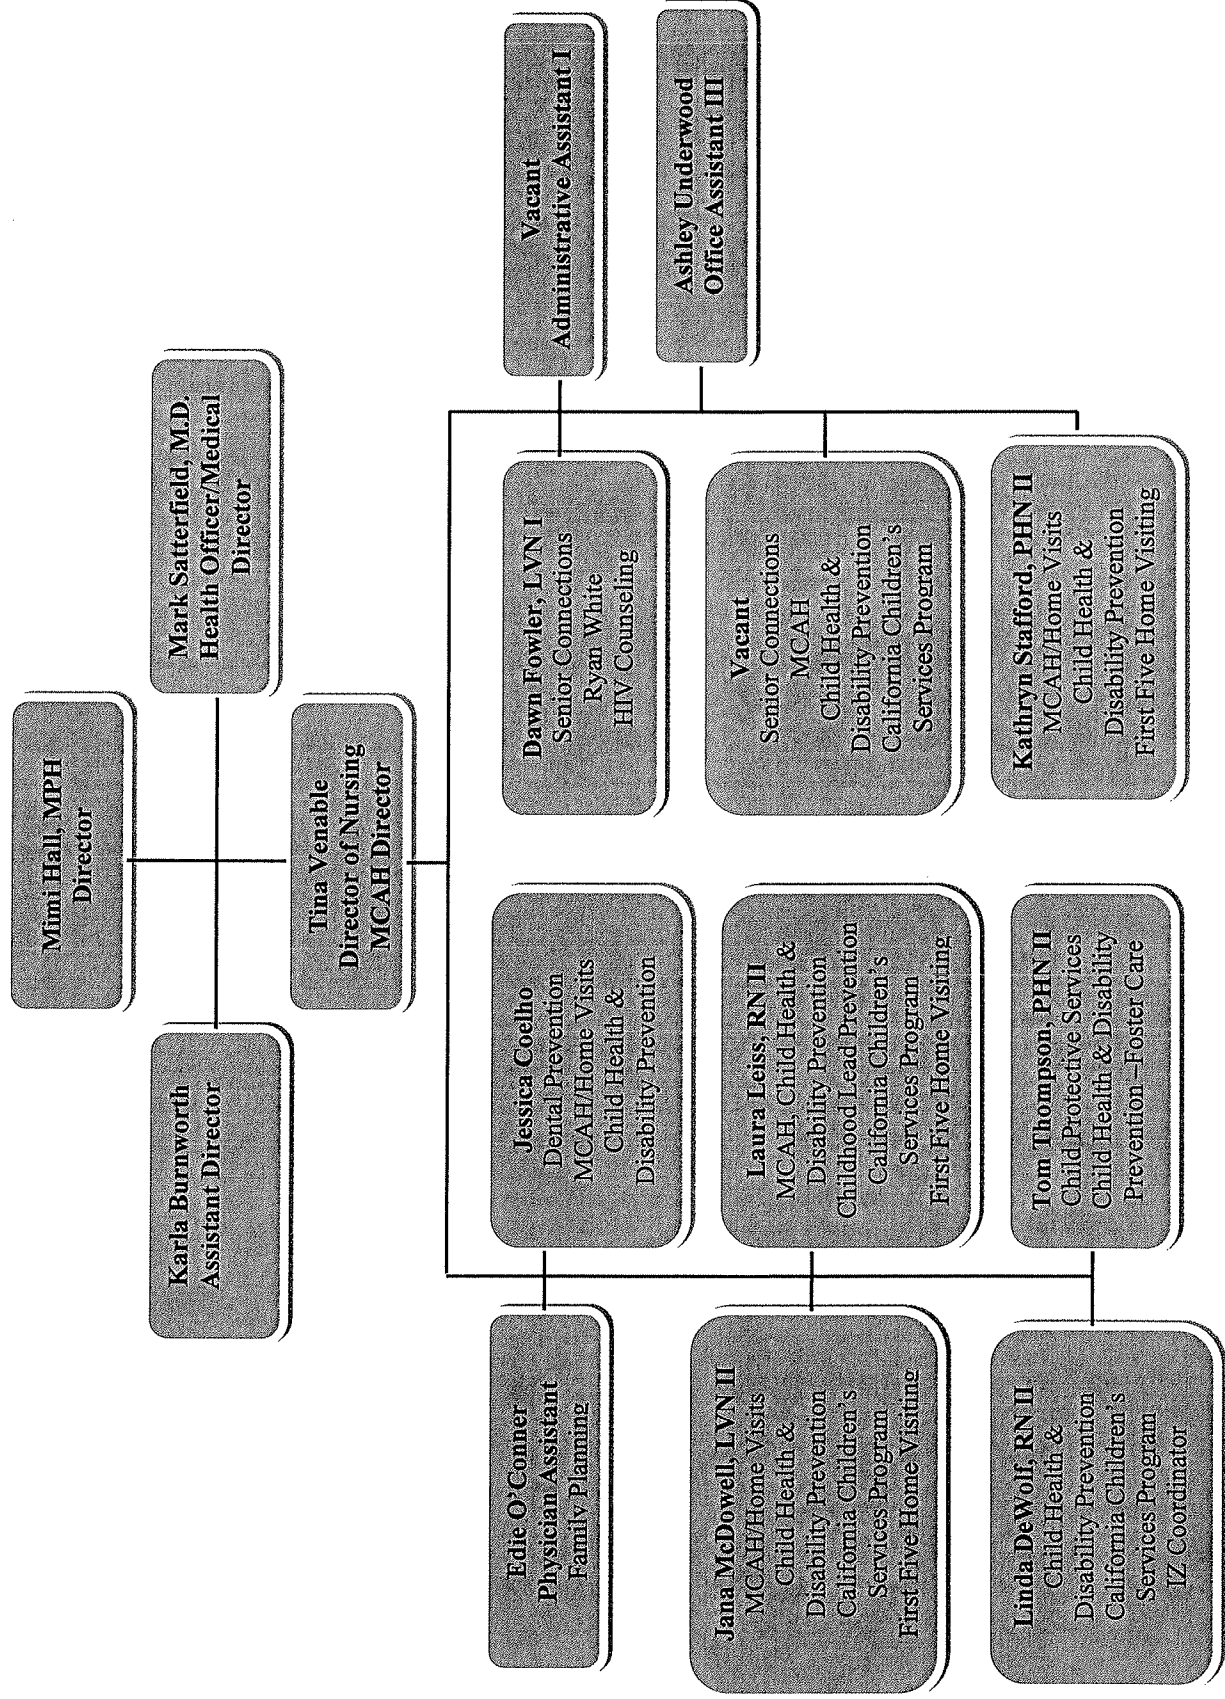 Mimi Hall, MPH
Director
Karla Burnworth
Assistant Director
Mark Satterfield, M.D.
Health Officer/Medical
Director
Tina Venable
Director of Nursing
MCAH Director
Edie O'Conner
Physician Assistant
Family Planning
Jessica Coelho
Dental Prevention
MCAH/Home Visits
Child Health &
Disability Prevention
Dawn Fowler, LVN I
Senior Connections
Ryan White
HIV Counseling
Vacant
Administrative Assistant I
Ashley Underwood
Office Assistant III
Jana McDowell, LVN II
MCAH/Home Visits
Child Health &
Disability Prevention
California Children's
Services Program
First Five Home Visiting
Laura Leiss, RN II
MCAH, Child Health &
Disability Prevention
Childhood Lead Prevention
California Children's
Services Program
First Five Home Visiting
Vacant
Senior Connections
MCAH
Child Health &
Disability Prevention
California Children's
Services Program
Linda DeWolf, RN II
Child Health &
Disability Prevention
California Children's
Services Program
IZ Coordinator
Tom Thompson, PHN II
Child Protective Services
Child Health & Disability
Prevention–Foster Care
Kathryn Stafford, PHN II
MCAH/Home Visits
Child Health &
Disability Prevention
First Five Home Visiting